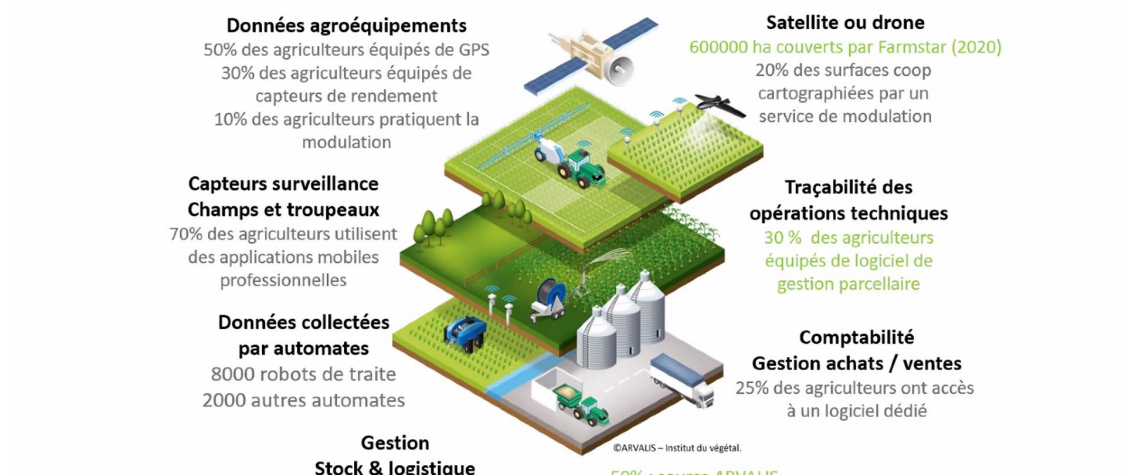 Données agroéquipements
50% des agriculteurs équipés de GPS
30% des agriculteurs équipés de
capteurs de rendement
10% des agriculteurs pratiquent la
modulation
Satellite ou drone
600000 ha couverts par Farmstar (2020)
20% des surfaces coop
cartographiées par un
service de modulation
Capteurs surveillance
Champs et troupeaux
70% des agriculteurs utilisent
des applications mobiles
professionnelles
Traçabilité des
opérations techniques
30 % des agriculteurs
équipés de logiciel de
gestion parcellaire
Données collectées
par automates
8000 robots de traite
2000 autres automates
Comptabilité
Gestion achats / ventes
25% des agriculteurs ont accès
à un logiciel dédié
Gestion
Stock & logistique
©ARVALIS – Institut du végétal.
50% : source ARVALIS